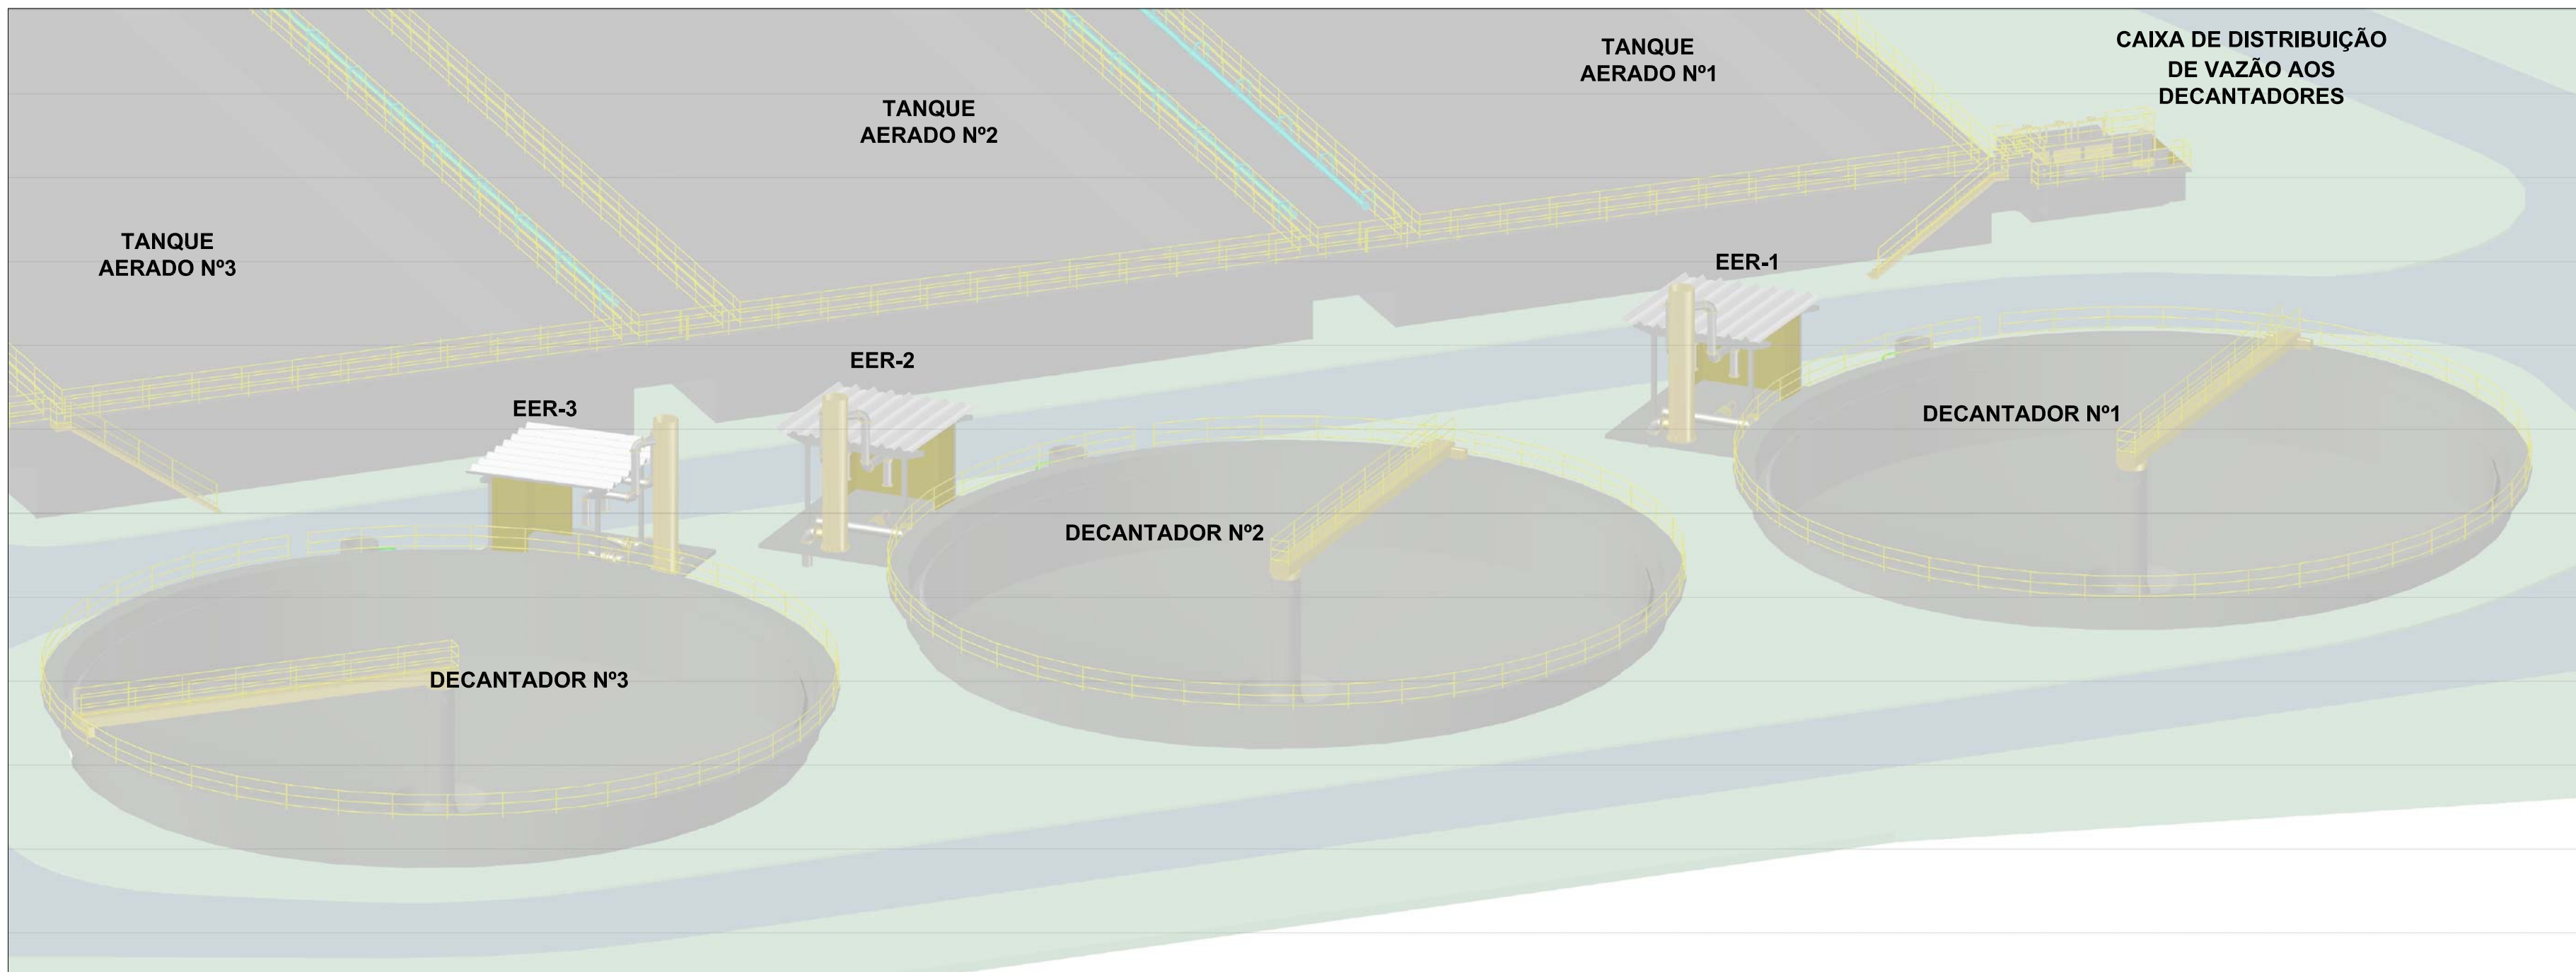 TANQUE
AERADO Nº1
CAIXA DE DISTRIBUIÇÃO
DE VAZÃO AOS
DECANTADORES
TANQUE
AERADO Nº2
TANQUE
AERADO Nº3
EER-1
EER-2
EER-3
DECANTADOR Nº1
DECANTADOR Nº2
DECANTADOR Nº3